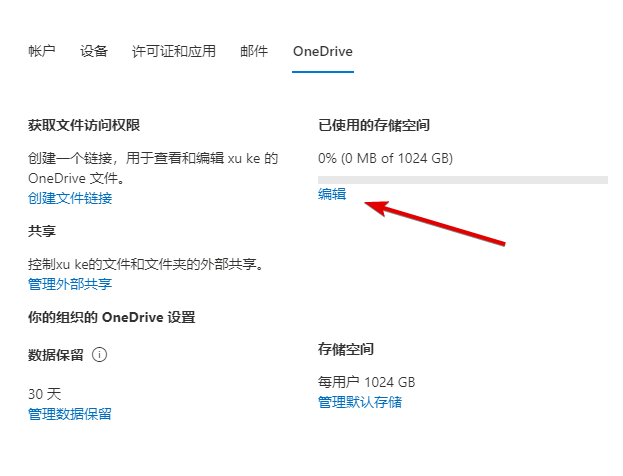 帐户 设备 许可证和应用 邮件 OneDrive
获取文件访问权限
创建一个链接，用于查看和编辑 xu ke 的
OneDrive 文件。
创建文件链接
已使用的存储空间
0% (0 MB of 1024 GB)
编辑
共享
控制xu ke的文件和文件夹的外部共享。
管理外部共享
你的组织的 OneDrive 设置
数据保留
30 天
管理数据保留
存储空间
每用户 1024 GB
管理默认存储